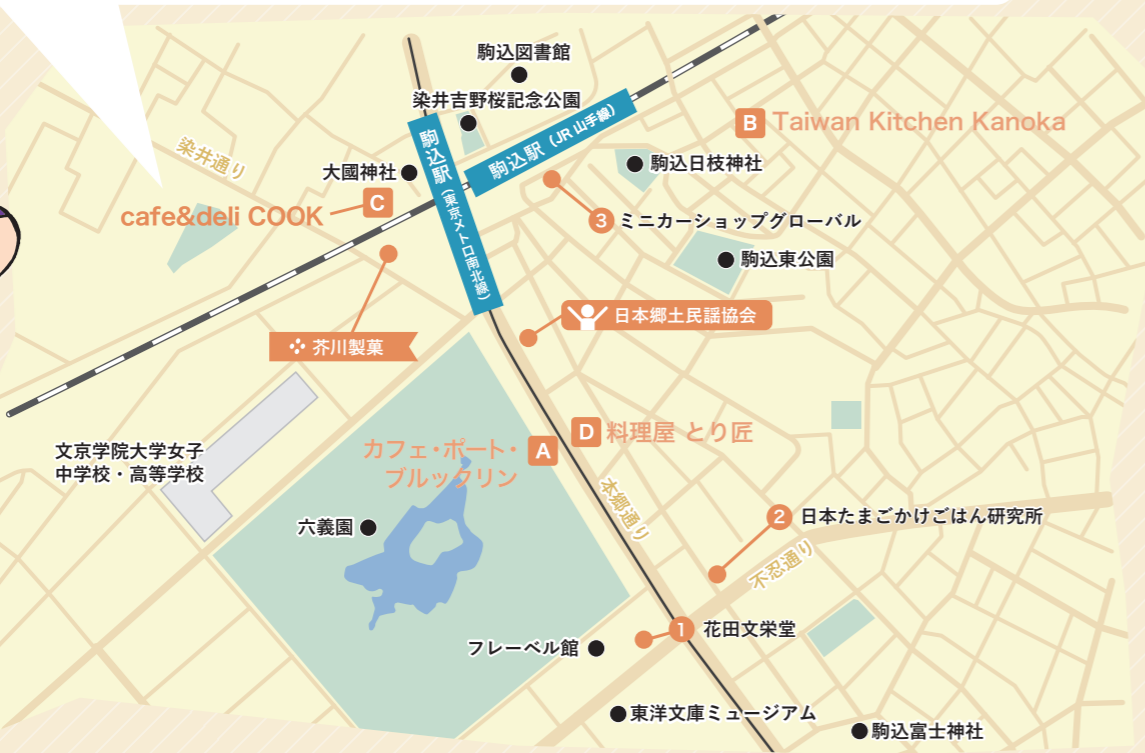 駒込図書館
染井吉野桜記念公園
駒込駅（JR 山手線）
駒込駅（東京メトロ南北線）
B Taiwan Kitchen Kanoka
染井通り
大國神社
駒込日枝神社
C
cafe&deli COOK
3 ミニカーショップグローバル
駒込東公園
日本郷土民謡協会
芥川製菓
文京学院大学女子
中学校・高等学校
カフェ・ポート・
ブルックリン
A
D 料理屋 とり匠
本郷通り
六義園
2 日本たまごかけごはん研究所
不忍通り
1 花田文栄堂
フレーベル館
東洋文庫ミュージアム
駒込富士神社